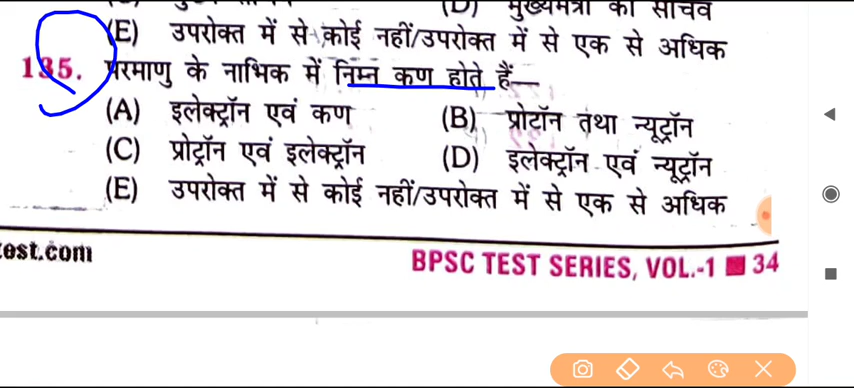 (D) मुख्यमंत्री का सचिव
(E) उपरोक्त में से कोई नहीं/उपरोक्त में से एक से अधिक
135. परमाणु के नाभिक में निम्न कण होते हैं—
(A) इलेक्ट्रॉन एवं कण (B) प्रोटॉन तथा न्यूट्रॉन
(C) प्रोट्रॉन एवं इलेक्ट्रॉन (D) इलेक्ट्रॉन एवं न्यूट्रॉन
(E) उपरोक्त में से कोई नहीं/उपरोक्त में से एक से अधिक
est.com BPSC TEST SERIES, VOL.-1 ■ 34